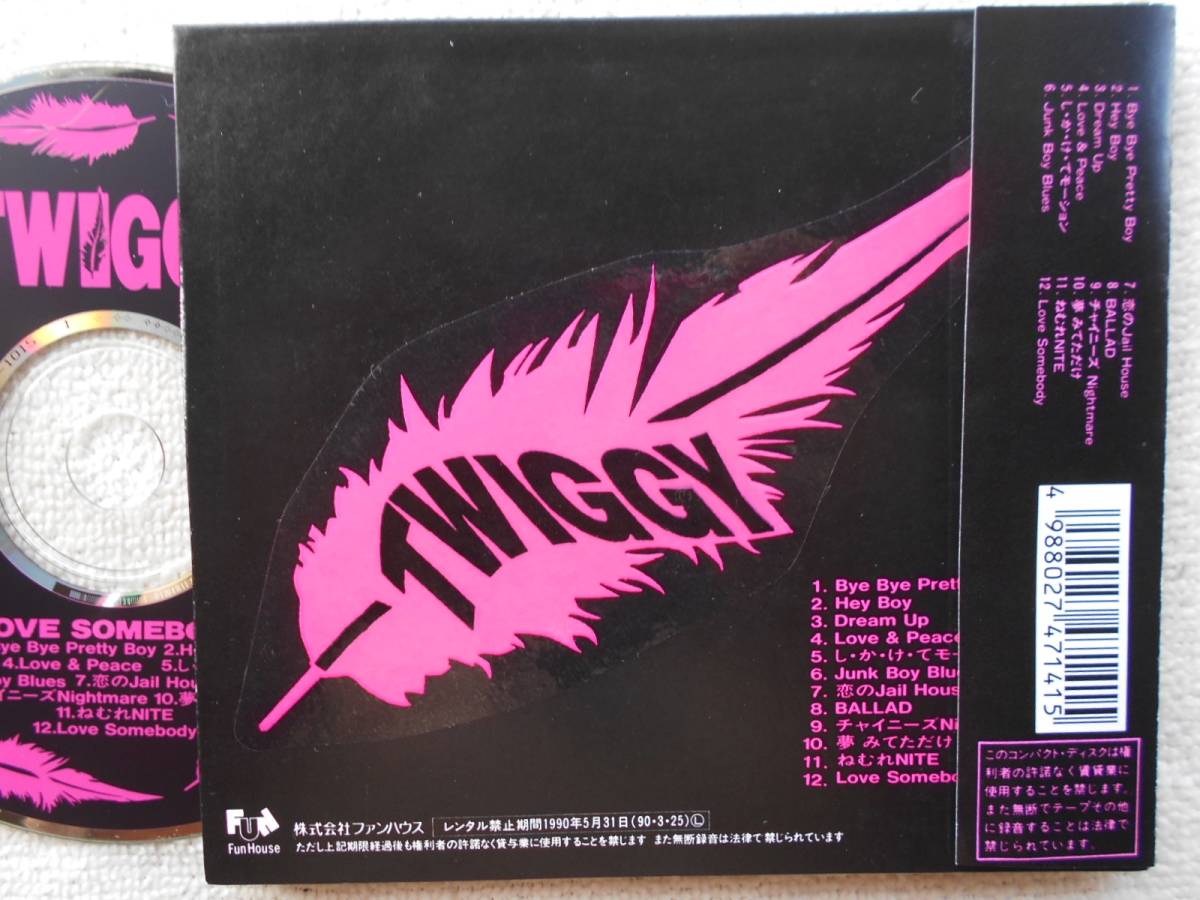 TWIGG
1015
OVE SOMEBO
ye Bye Pretty Boy 2.H
4.Love & Peace 5.し
oy Blues 7.恋のJail Hou
イニーズNightmare 10.夢
11.ねむれNITE
12.Love Somebody
TWIGGY
1. Bye Bye Prett
2. Hey Boy
3. Dream Up
4. Love & Peace
5. し・か・け・てモー
6. Junk Boy Blu
7. 恋のJail Hous
8. BALLAD
9. チャイニーズNi
10. 夢 みてただけ
11. ねむれNITE
12. Love Somebo
FUN
FunHouse
株式会社ファンハウス
レンタル禁止期間1990年5月31日(90・3・25)Ⓛ
ただし上記期限経過後も権利者の許諾なく貸与業に使用することを禁じます また無断録音は法律で禁じられています
1. Bye Bye Pretty Boy
2. Hey Boy
3. Dream Up
4. Love & Peace
5. し・か・け・てモーション
6. Junk Boy Blues
7. 恋のJail House
8. BALLAD
9. チャイニーズ Nightmare
10. 夢 みてただけ
11. ねむれNITE
12. Love Somebody
4 988027 471415
このコンパクト・ディスクは権
利者の許諾なく賃貸業に
使用することを禁じます。
また無断でテープその他
に録音することは法律で
禁じられています。